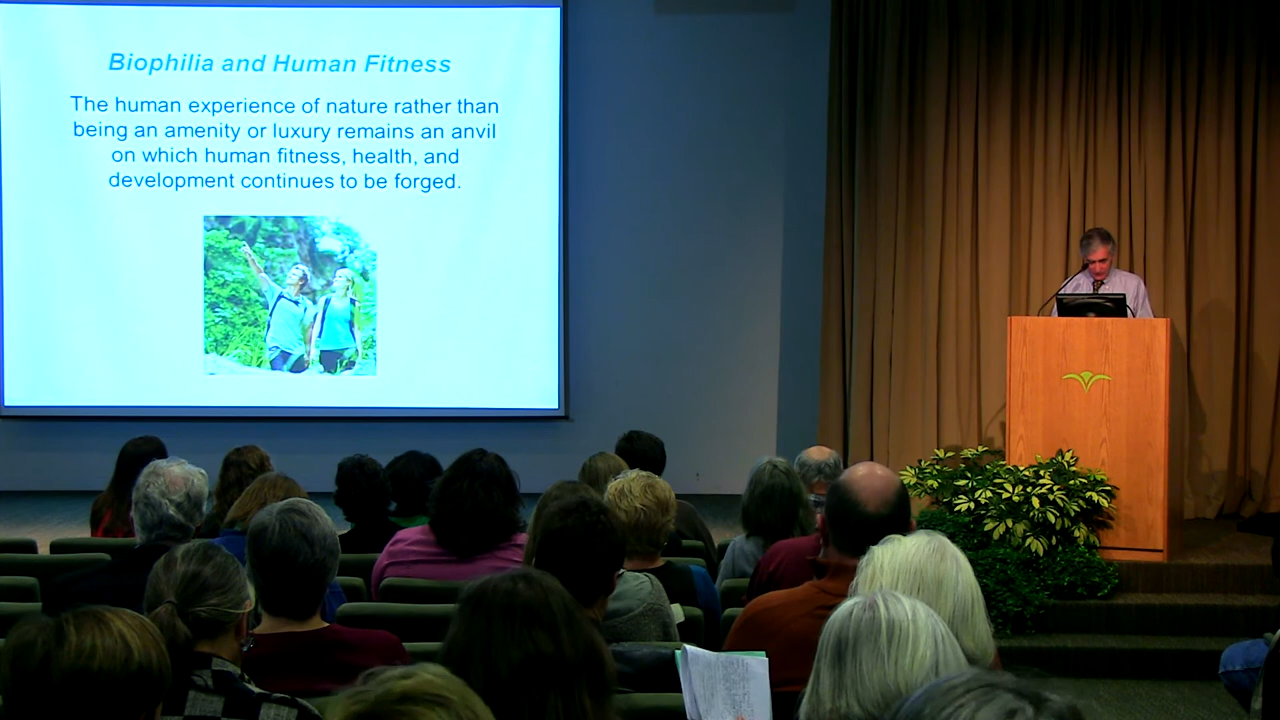 Biophilia and Human Fitness
The human experience of nature rather than
being an amenity or luxury remains an anvil
on which human fitness, health, and
development continues to be forged.